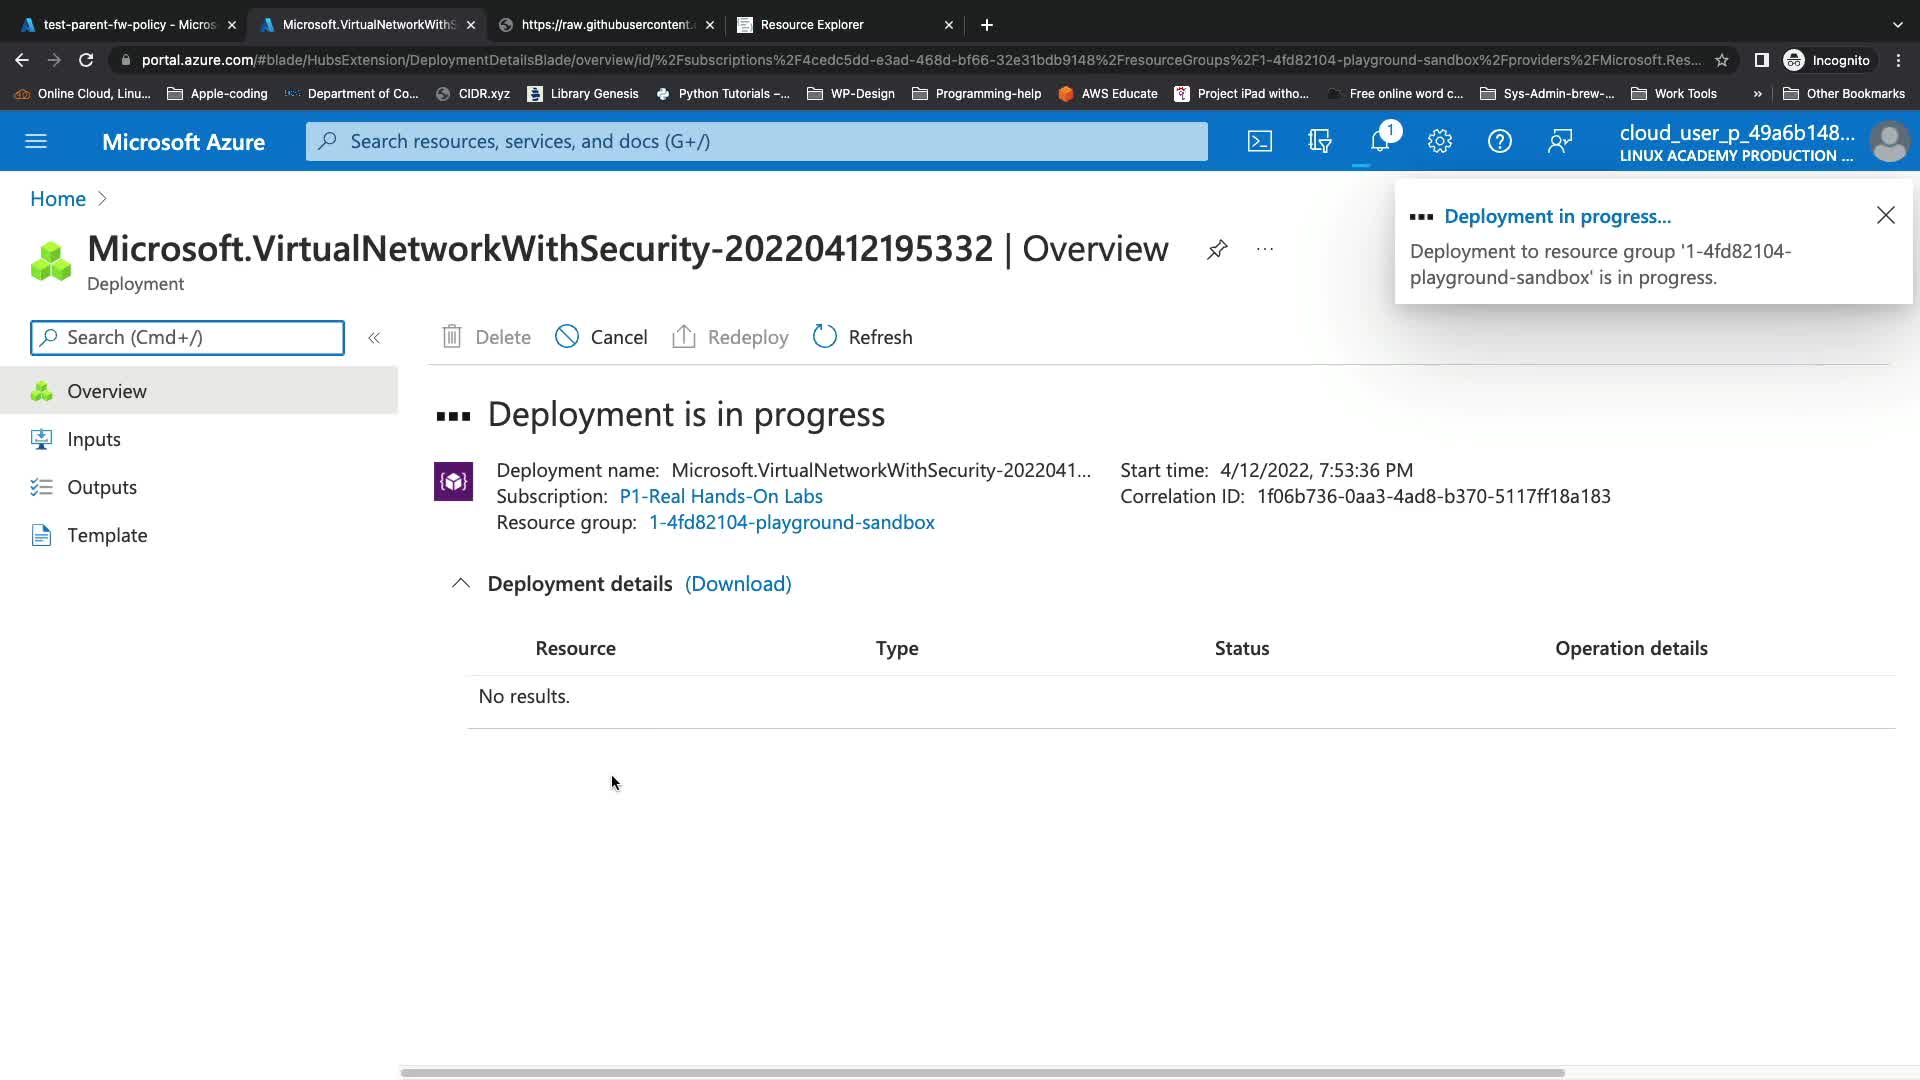 test-parent-fw-policy - Micros
Microsoft.VirtualNetworkWithS
https://raw.githubusercontent.
Resource Explorer
portal.azure.com/#blade/HubsExtension/DeploymentDetailsBlade/overview/id/%2Fsubscriptions%2F4cedc5dd-e3ad-468d-bf66-32e31bdb9148%2FresourceGroups%2F1-4fd82104-playground-sandbox%2Fproviders%2FMicrosoft.Res...
Incognito
Online Cloud, Linu...
Apple-coding
Department of Co...
CIDR.xyz
Library Genesis
Python Tutorials –...
WP-Design
Programming-help
AWS Educate
Project iPad witho...
Free online word c...
Sys-Admin-brew-...
Work Tools
»
Other Bookmarks
Microsoft Azure
Search resources, services, and docs (G+/)
1
cloud_user_p_49a6b148...
LINUX ACADEMY PRODUCTION ...
Home
Deployment in progress...
Deployment to resource group '1-4fd82104-
playground-sandbox' is in progress.
Microsoft.VirtualNetworkWithSecurity-20220412195332 | Overview
Deployment
Search (Cmd+/)
«
Delete
Cancel
Redeploy
Refresh
Overview
Inputs
Outputs
Template
Deployment is in progress
Deployment name: Microsoft.VirtualNetworkWithSecurity-2022041...
Subscription: P1-Real Hands-On Labs
Resource group: 1-4fd82104-playground-sandbox
Start time: 4/12/2022, 7:53:36 PM
Correlation ID: 1f06b736-0aa3-4ad8-b370-5117ff18a183
Deployment details (Download)
Resource Type Status Operation details
No results.